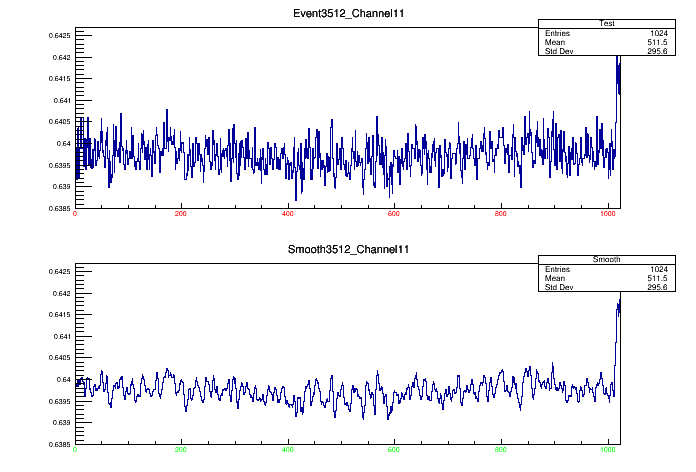 Event3512_Channel11
Test
Entries 1024
Mean 511.5
Std Dev 295.6
0.6425
0.642
0.6415
0.641
0.6405
0.64
0.6395
0.639
0.6385
0 200 400 600 800 1000
Smooth3512_Channel11
Smooth
Entries 1024
Mean 511.5
Std Dev 295.6
0.6425
0.642
0.6415
0.641
0.6405
0.64
0.6395
0.639
0.6385
0 200 400 600 800 1000